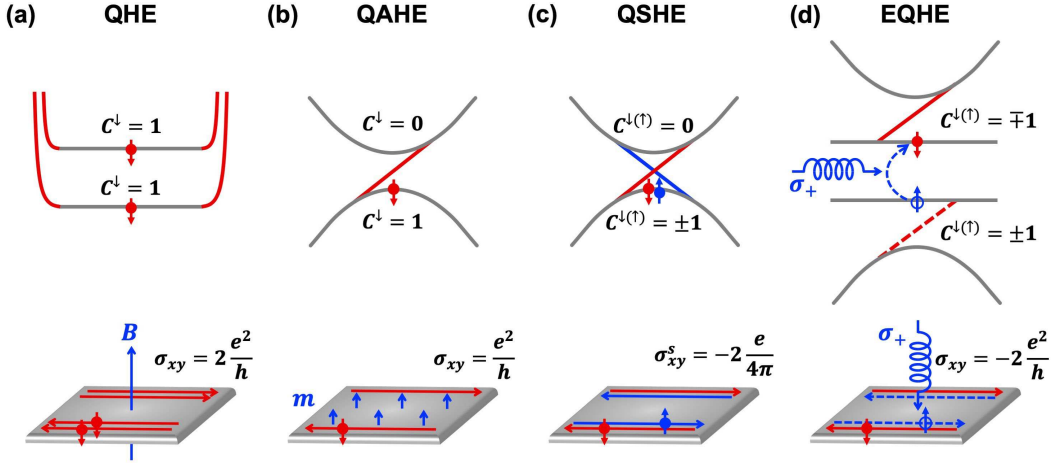 (a) QHE
C↓ = 1
C↓ = 1
B
σxy = 2 e²/h
(b) QAHE
C↓ = 0
C↓ = 1
m
σxy = e²/h
(c) QSHE
C↓(↑) = 0
C↓(↑) = ±1
σˢxy = −2 e/4π
(d) EQHE
C↓(↑) = ∓1
σ+
C↓(↑) = ±1
σ+
σxy = −2 e²/h